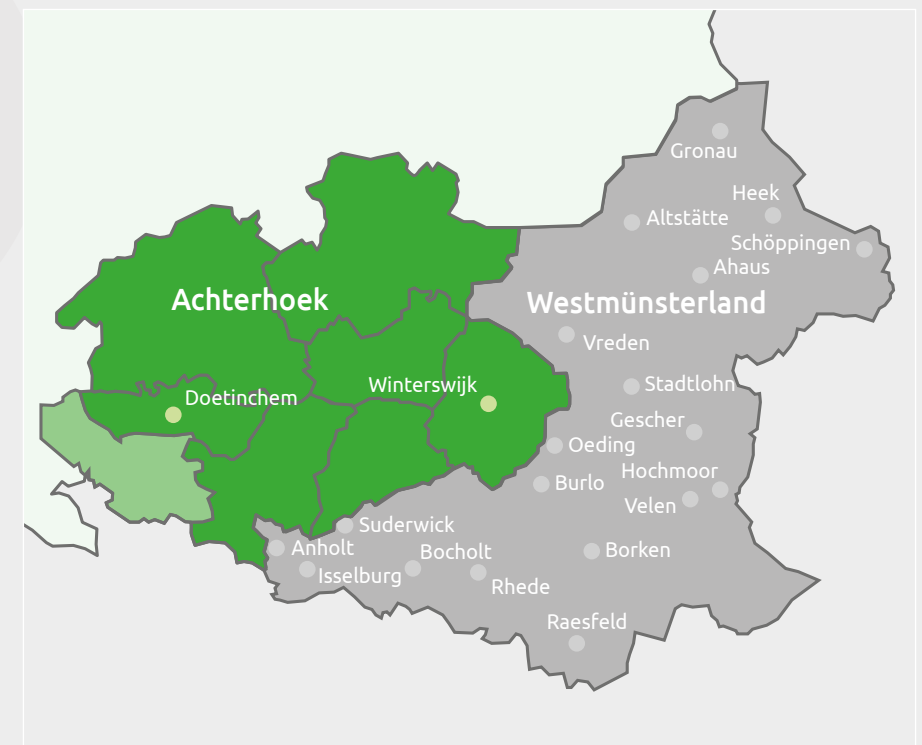 Gronau
Heek
Altstätte
Schöppingen
Ahaus
Achterhoek
Westmünsterland
Vreden
Winterswijk
Stadtlohn
Doetinchem
Gescher
Oeding
Hochmoor
Burlo
Velen
Suderwick
Anholt
Bocholt
Borken
Isselburg
Rhede
Raesfeld